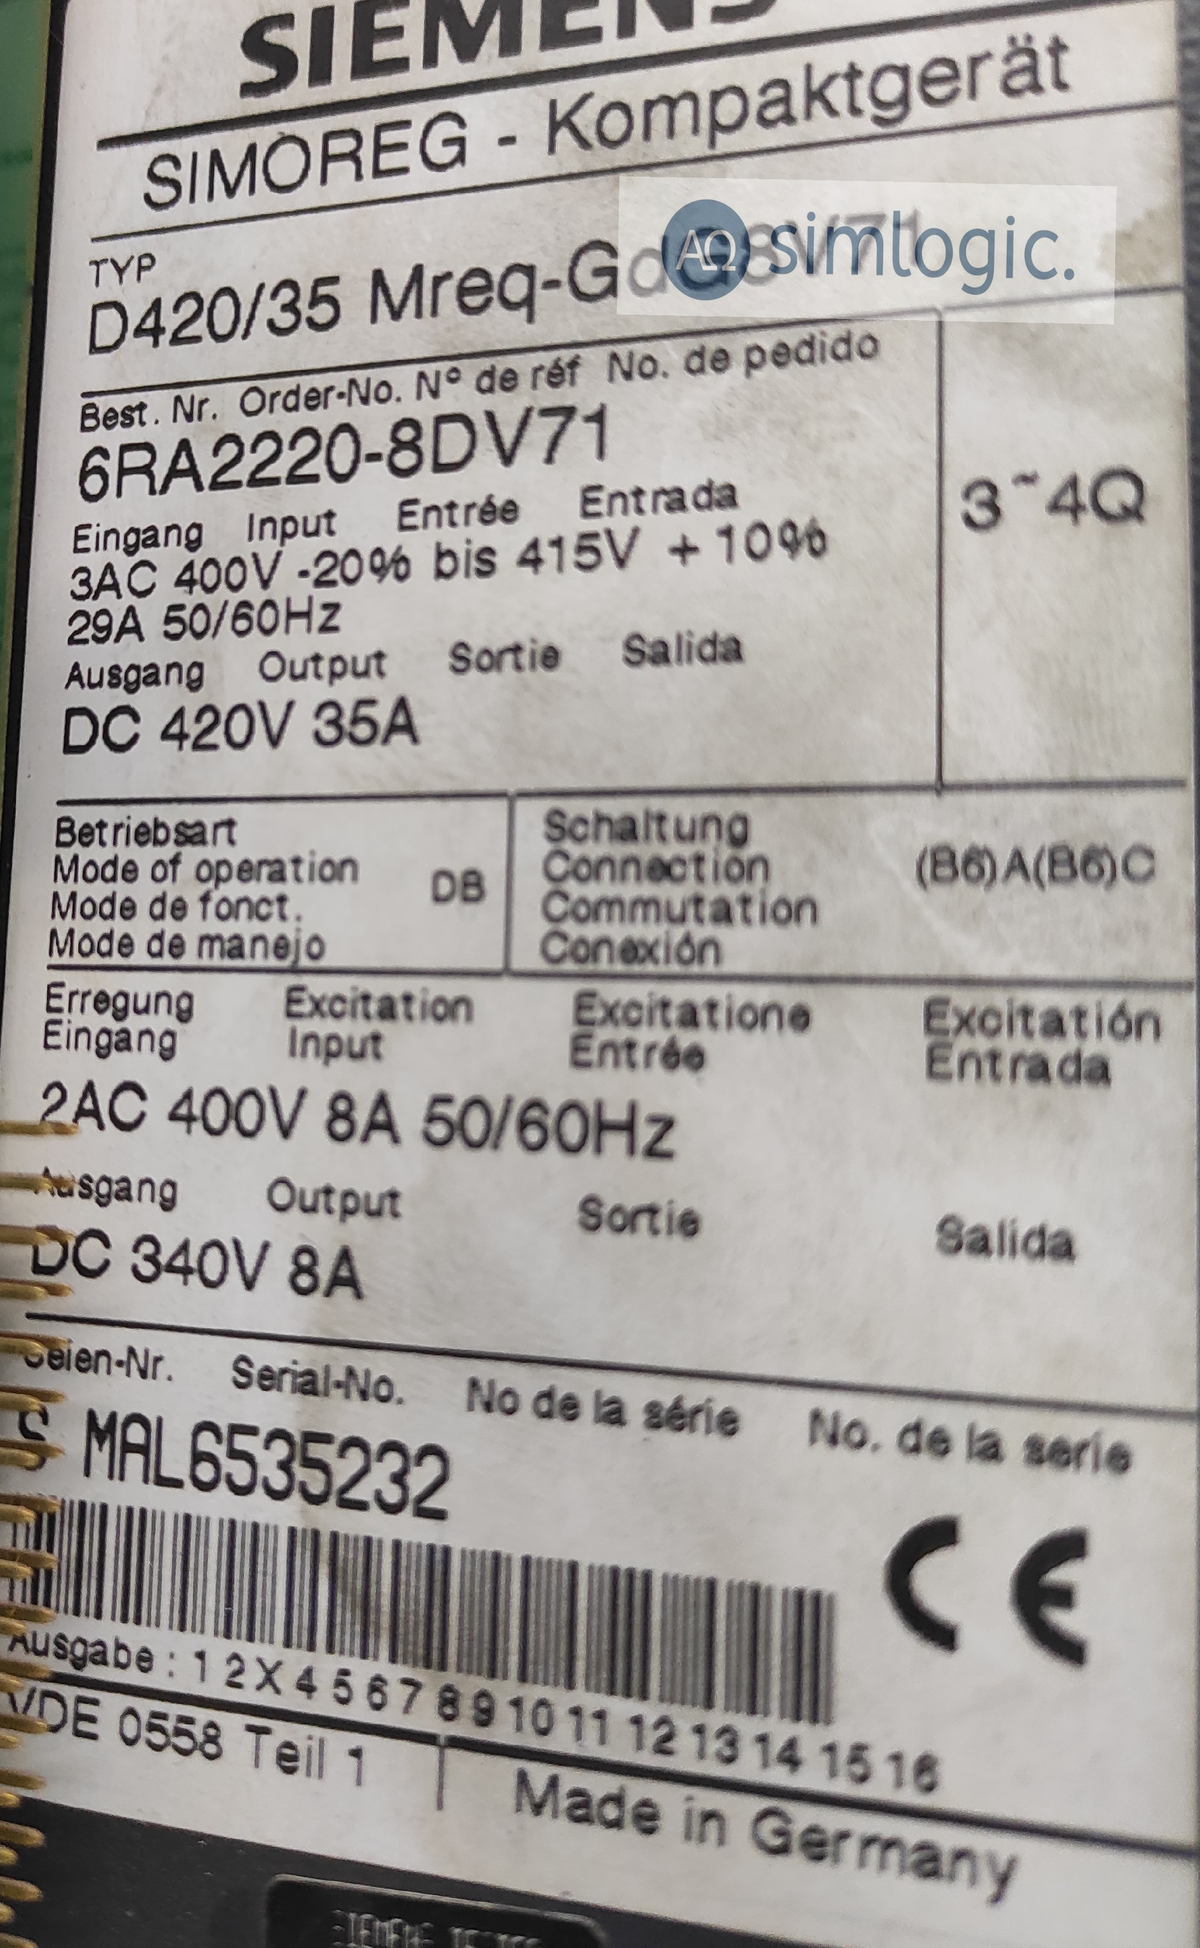 SIEMENS
SIMOREG - Kompaktgerät
TYP
D420/35 Mreq-GdG8V71
simlogic.
Best. Nr. Order-No. N° de réf No. de pedido
6RA2220-8DV71
3~4Q
Eingang Input Entrée Entrada
3AC 400V -20% bis 415V +10%
29A 50/60Hz
Ausgang Output Sortie Salida
DC 420V 35A
Betriebsart
Mode of operation
Mode de fonct.
Mode de manejo
DB
Schaltung
Connection
Commutation
Conexión
(B6)A(B6)C
Erregung Excitation Excitatione Excitatión
Eingang Input Entrée Entrada
2AC 400V 8A 50/60Hz
Ausgang Output Sortie Salida
DC 340V 8A
Seien-Nr. Serial-No. No de la série No. de la serie
S MAL6535232
CE
Ausgabe : 1 2 X 4 5 6 7 8 9 10 11 12 13 14 15 16
VDE 0558 Teil 1
Made in Germany